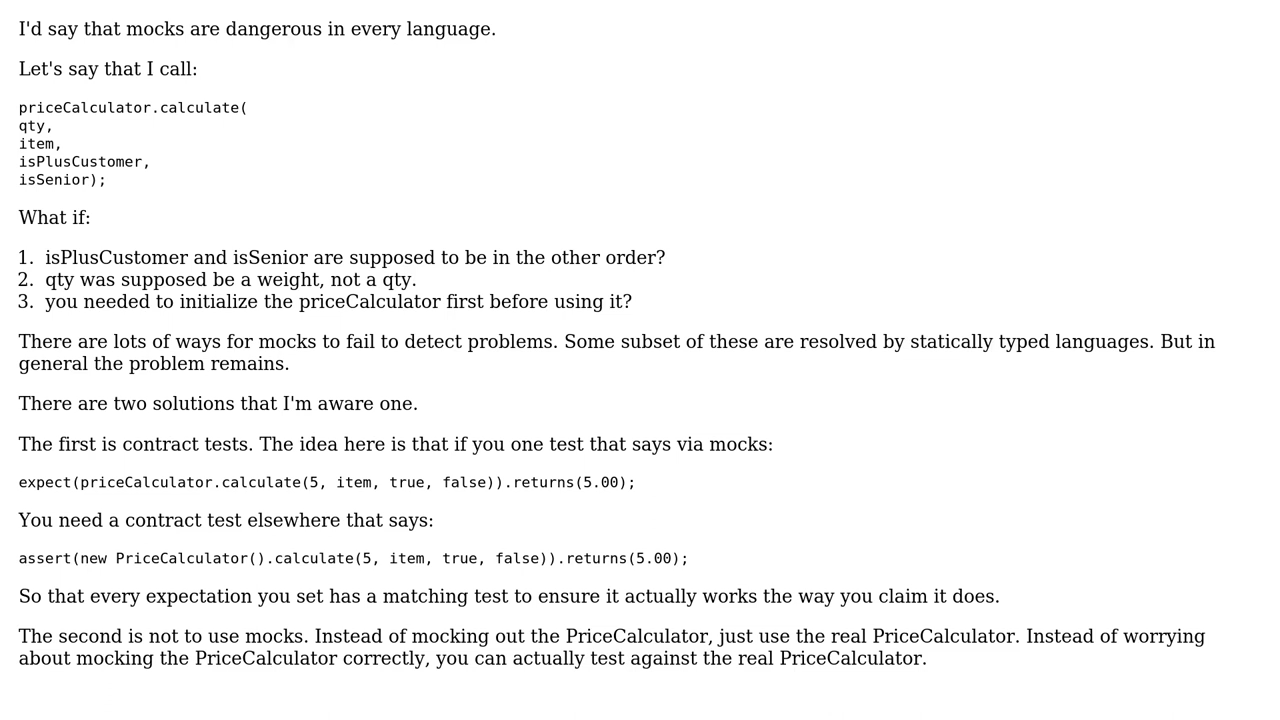 I'd say that mocks are dangerous in every language.
Let's say that I call:
priceCalculator.calculate(
qty,
item,
isPlusCustomer,
isSenior);
What if:
1. isPlusCustomer and isSenior are supposed to be in the other order?
2. qty was supposed be a weight, not a qty.
3. you needed to initialize the priceCalculator first before using it?
There are lots of ways for mocks to fail to detect problems. Some subset of these are resolved by statically typed languages. But in
general the problem remains.
There are two solutions that I'm aware one.
The first is contract tests. The idea here is that if you one test that says via mocks:
expect(priceCalculator.calculate(5, item, true, false)).returns(5.00);
You need a contract test elsewhere that says:
assert(new PriceCalculator().calculate(5, item, true, false)).returns(5.00);
So that every expectation you set has a matching test to ensure it actually works the way you claim it does.
The second is not to use mocks. Instead of mocking out the PriceCalculator, just use the real PriceCalculator. Instead of worrying
about mocking the PriceCalculator correctly, you can actually test against the real PriceCalculator.